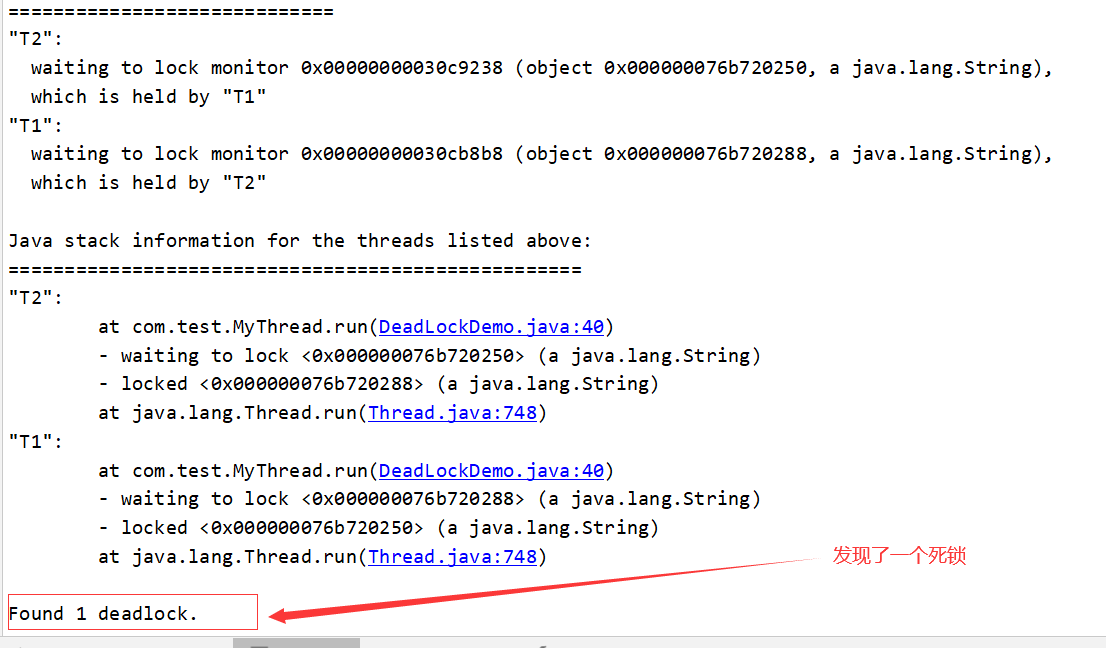 =============================
"T2":
  waiting to lock monitor 0x00000000030c9238 (object 0x000000076b720250, a java.lang.String),
  which is held by "T1"
"T1":
  waiting to lock monitor 0x00000000030cb8b8 (object 0x000000076b720288, a java.lang.String),
  which is held by "T2"

Java stack information for the threads listed above:
===================================================
"T2":
        at com.test.MyThread.run(DeadLockDemo.java:40)
        - waiting to lock <0x000000076b720250> (a java.lang.String)
        - locked <0x000000076b720288> (a java.lang.String)
        at java.lang.Thread.run(Thread.java:748)
"T1":
        at com.test.MyThread.run(DeadLockDemo.java:40)
        - waiting to lock <0x000000076b720288> (a java.lang.String)
        - locked <0x000000076b720250> (a java.lang.String)
        at java.lang.Thread.run(Thread.java:748)
发现了一个死锁
Found 1 deadlock.